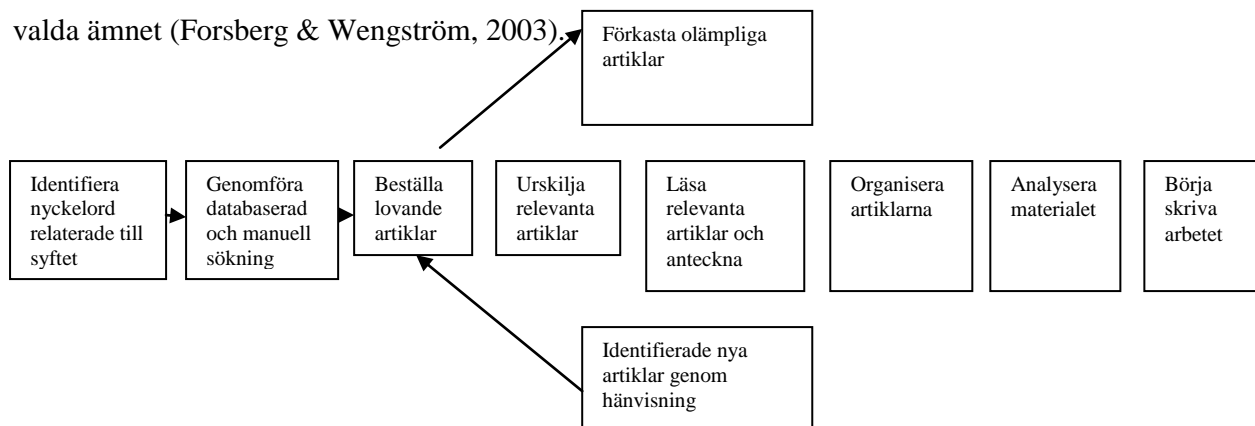 valda ämnet (Forsberg & Wengström, 2003).
Förkasta olämpliga
artiklar
Identifiera
nyckelord
relaterade till
syftet
Genomföra
databaserad
och manuell
sökning
Beställa
lovande
artiklar
Urskilja
relevanta
artiklar
Läsa
relevanta
artiklar och
anteckna
Organisera
artiklarna
Analysera
materialet
Börja
skriva
arbetet
Identifierade nya
artiklar genom
hänvisning